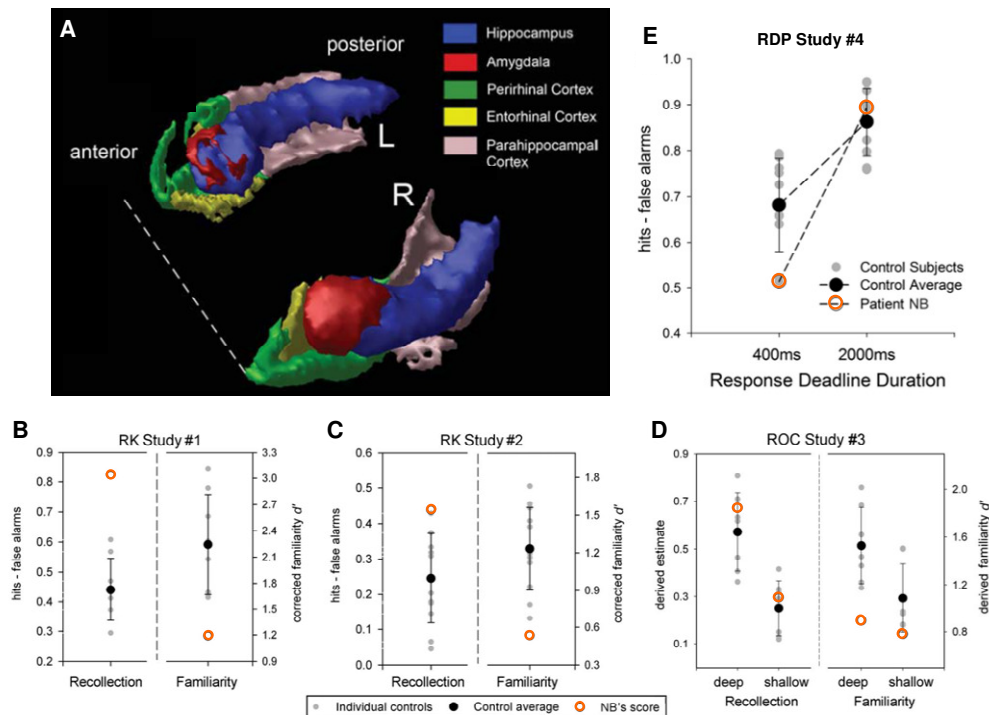 A
posterior
anterior
L
R
Hippocampus
Amygdala
Perirhinal Cortex
Entorhinal Cortex
Parahippocampal
Cortex
E
RDP Study #4
hits - false alarms
1.0
0.9
0.8
0.7
0.6
0.5
0.4
Control Subjects
Control Average
Patient NB
400ms
2000ms
Response Deadline Duration
B
RK Study #1
hits - false alarms
0.9
0.8
0.7
0.6
0.5
0.4
0.3
0.2
3.3
3.0
2.7
2.4
2.1
1.8
1.5
1.2
0.9
corrected familiarity d'
Recollection
Familiarity
C
RK Study #2
hits - false alarms
0.6
0.5
0.4
0.3
0.2
0.1
0.0
1.8
1.5
1.2
0.9
0.6
0.3
corrected familiarity d'
Recollection
Familiarity
D
ROC Study #3
derived estimate
0.9
0.7
0.5
0.3
0.1
2.0
1.6
1.2
0.8
derived familiarity d'
deep
shallow
deep
shallow
Recollection
Familiarity
Individual controls
Control average
NB's score